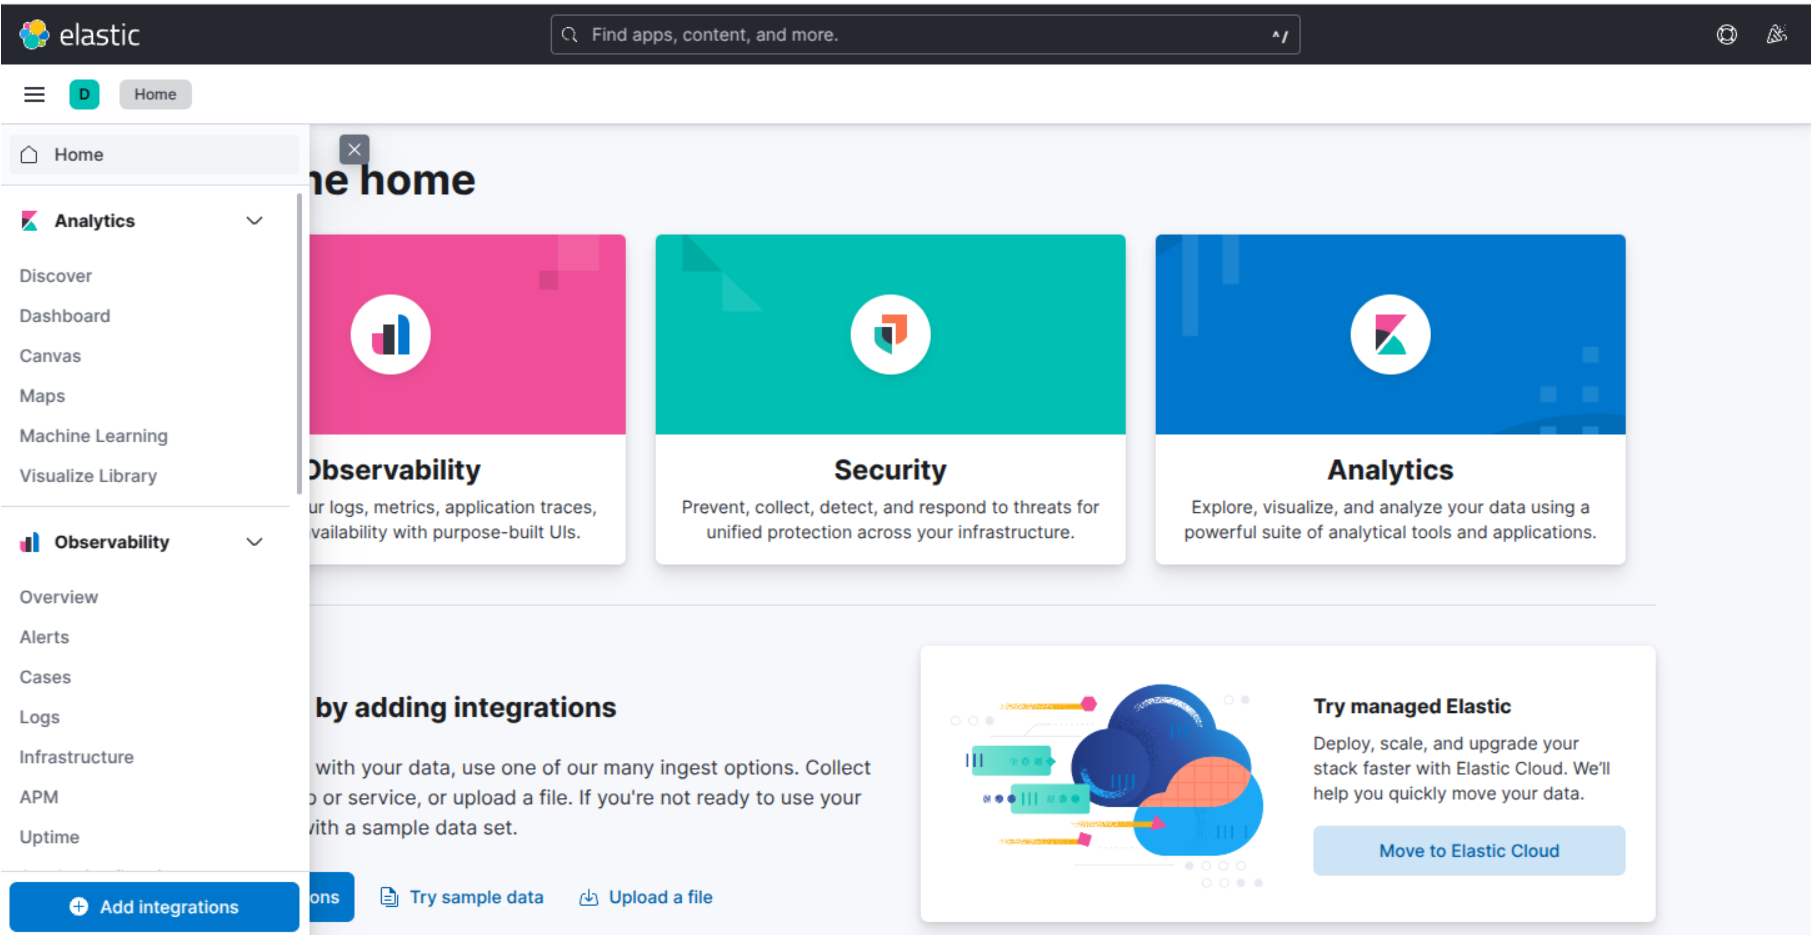 elastic
Find apps, content, and more.
^/
D
Home
Home
Analytics
Discover
Dashboard
Canvas
Maps
Machine Learning
Visualize Library
Observability
Overview
Alerts
Cases
Logs
Infrastructure
APM
Uptime
Add integrations
home
Observability
logs, metrics, application traces,
with purpose-built UIs.
Security
Prevent, collect, detect, and respond to threats for
unified protection across your infrastructure.
Analytics
Explore, visualize, and analyze your data using a
powerful suite of analytical tools and applications.
by adding integrations
with your data, use one of our many ingest options. Collect
or service, or upload a file. If you're not ready to use your
with a sample data set.
Try sample data
Upload a file
Try managed Elastic
Deploy, scale, and upgrade your
stack faster with Elastic Cloud. We'll
help you quickly move your data.
Move to Elastic Cloud